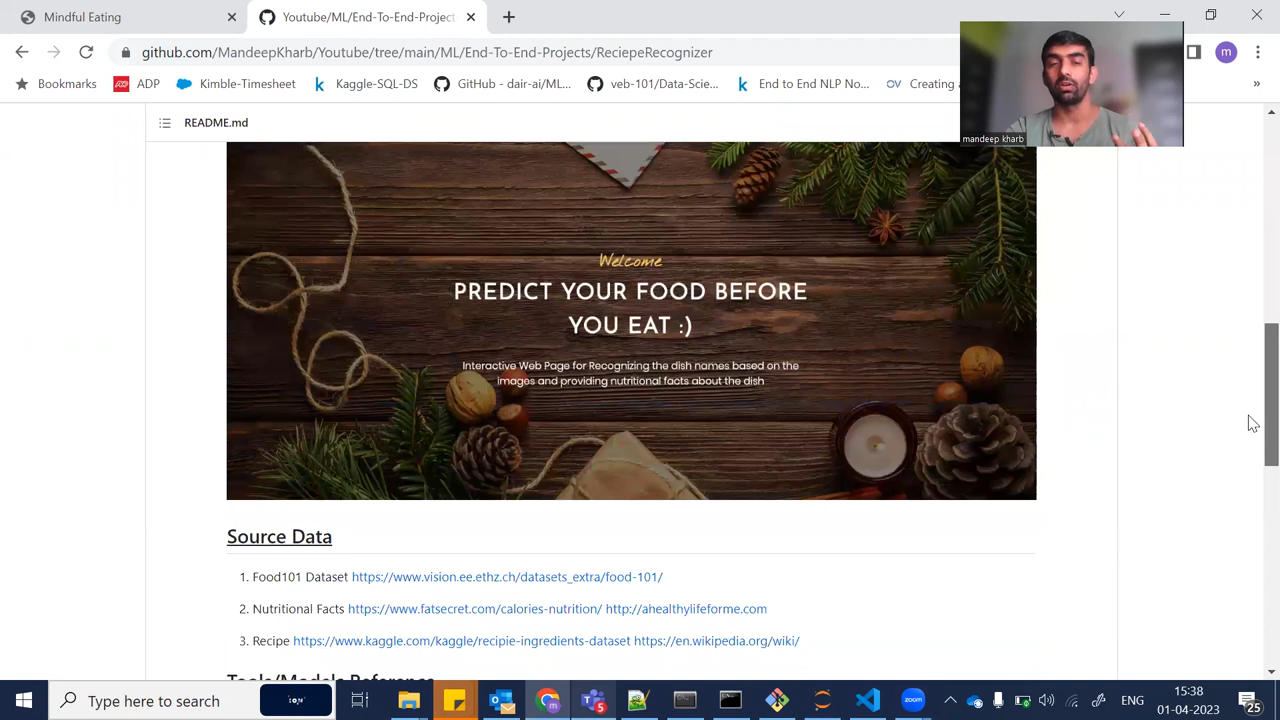 Mindful Eating
Youtube/ML/End-To-End-Project
github.com/MandeepKharb/Youtube/tree/main/ML/End-To-End-Projects/ReciepeRecognizer
m
Bookmarks
ADP
Kimble-Timesheet
Kaggle-SQL-DS
GitHub - dair-ai/ML...
veb-101/Data-Scie...
End to End NLP No...
Creating a
mandeep kharb
README.md
Welcome
PREDICT YOUR FOOD BEFORE
YOU EAT :)
Interactive Web Page for Recognizing the dish names based on the
images and providing nutritional facts about the dish
Source Data
1. Food101 Dataset https://www.vision.ee.ethz.ch/datasets_extra/food-101/
2. Nutritional Facts https://www.fatsecret.com/calories-nutrition/ http://ahealthylifeforme.com
3. Recipe https://www.kaggle.com/kaggle/recipie-ingredients-dataset https://en.wikipedia.org/wiki/
Tools/Models Reference
Type here to search
ENG
15:38
01-04-2023
25